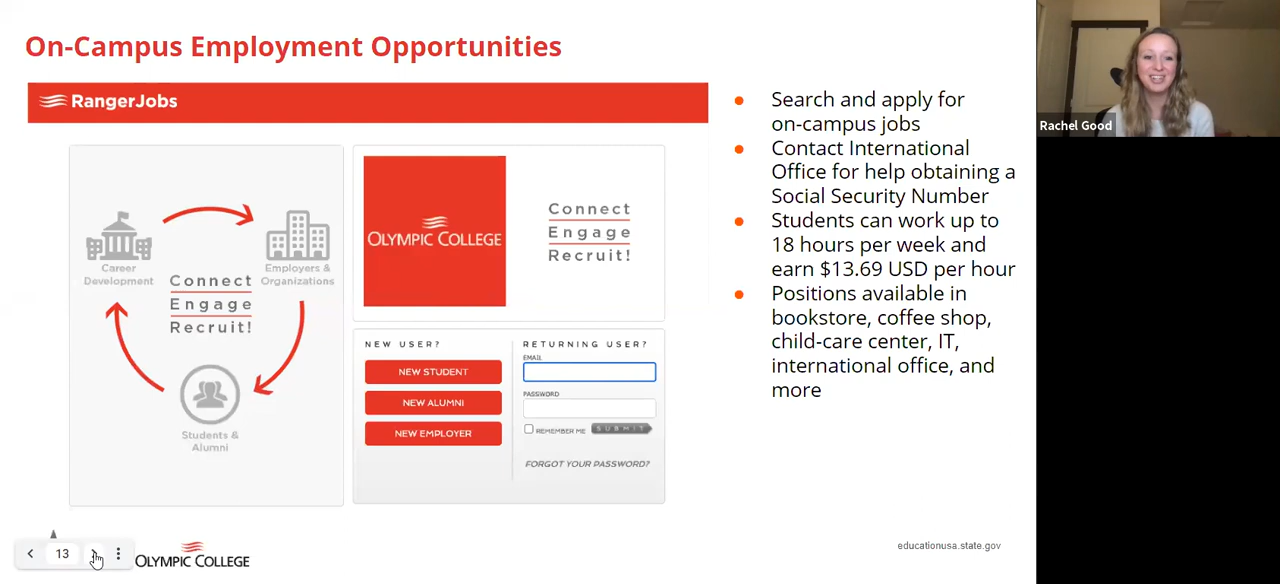 On-Campus Employment Opportunities
RangerJobs
Career
Development
Employers &
Organizations
Connect
Engage
Recruit!
Students &
Alumni
OLYMPIC COLLEGE
Connect
Engage
Recruit!
NEW USER?
NEW STUDENT
NEW ALUMNI
NEW EMPLOYER
RETURNING USER?
EMAIL
PASSWORD
REMEMBER ME
SUBMIT
FORGOT YOUR PASSWORD?
● Search and apply for
on-campus jobs
● Contact International
Office for help obtaining a
Social Security Number
● Students can work up to
18 hours per week and
earn $13.69 USD per hour
● Positions available in
bookstore, coffee shop,
child-care center, IT,
international office, and
more
Rachel Good
13
OLYMPIC COLLEGE
educationusa.state.gov